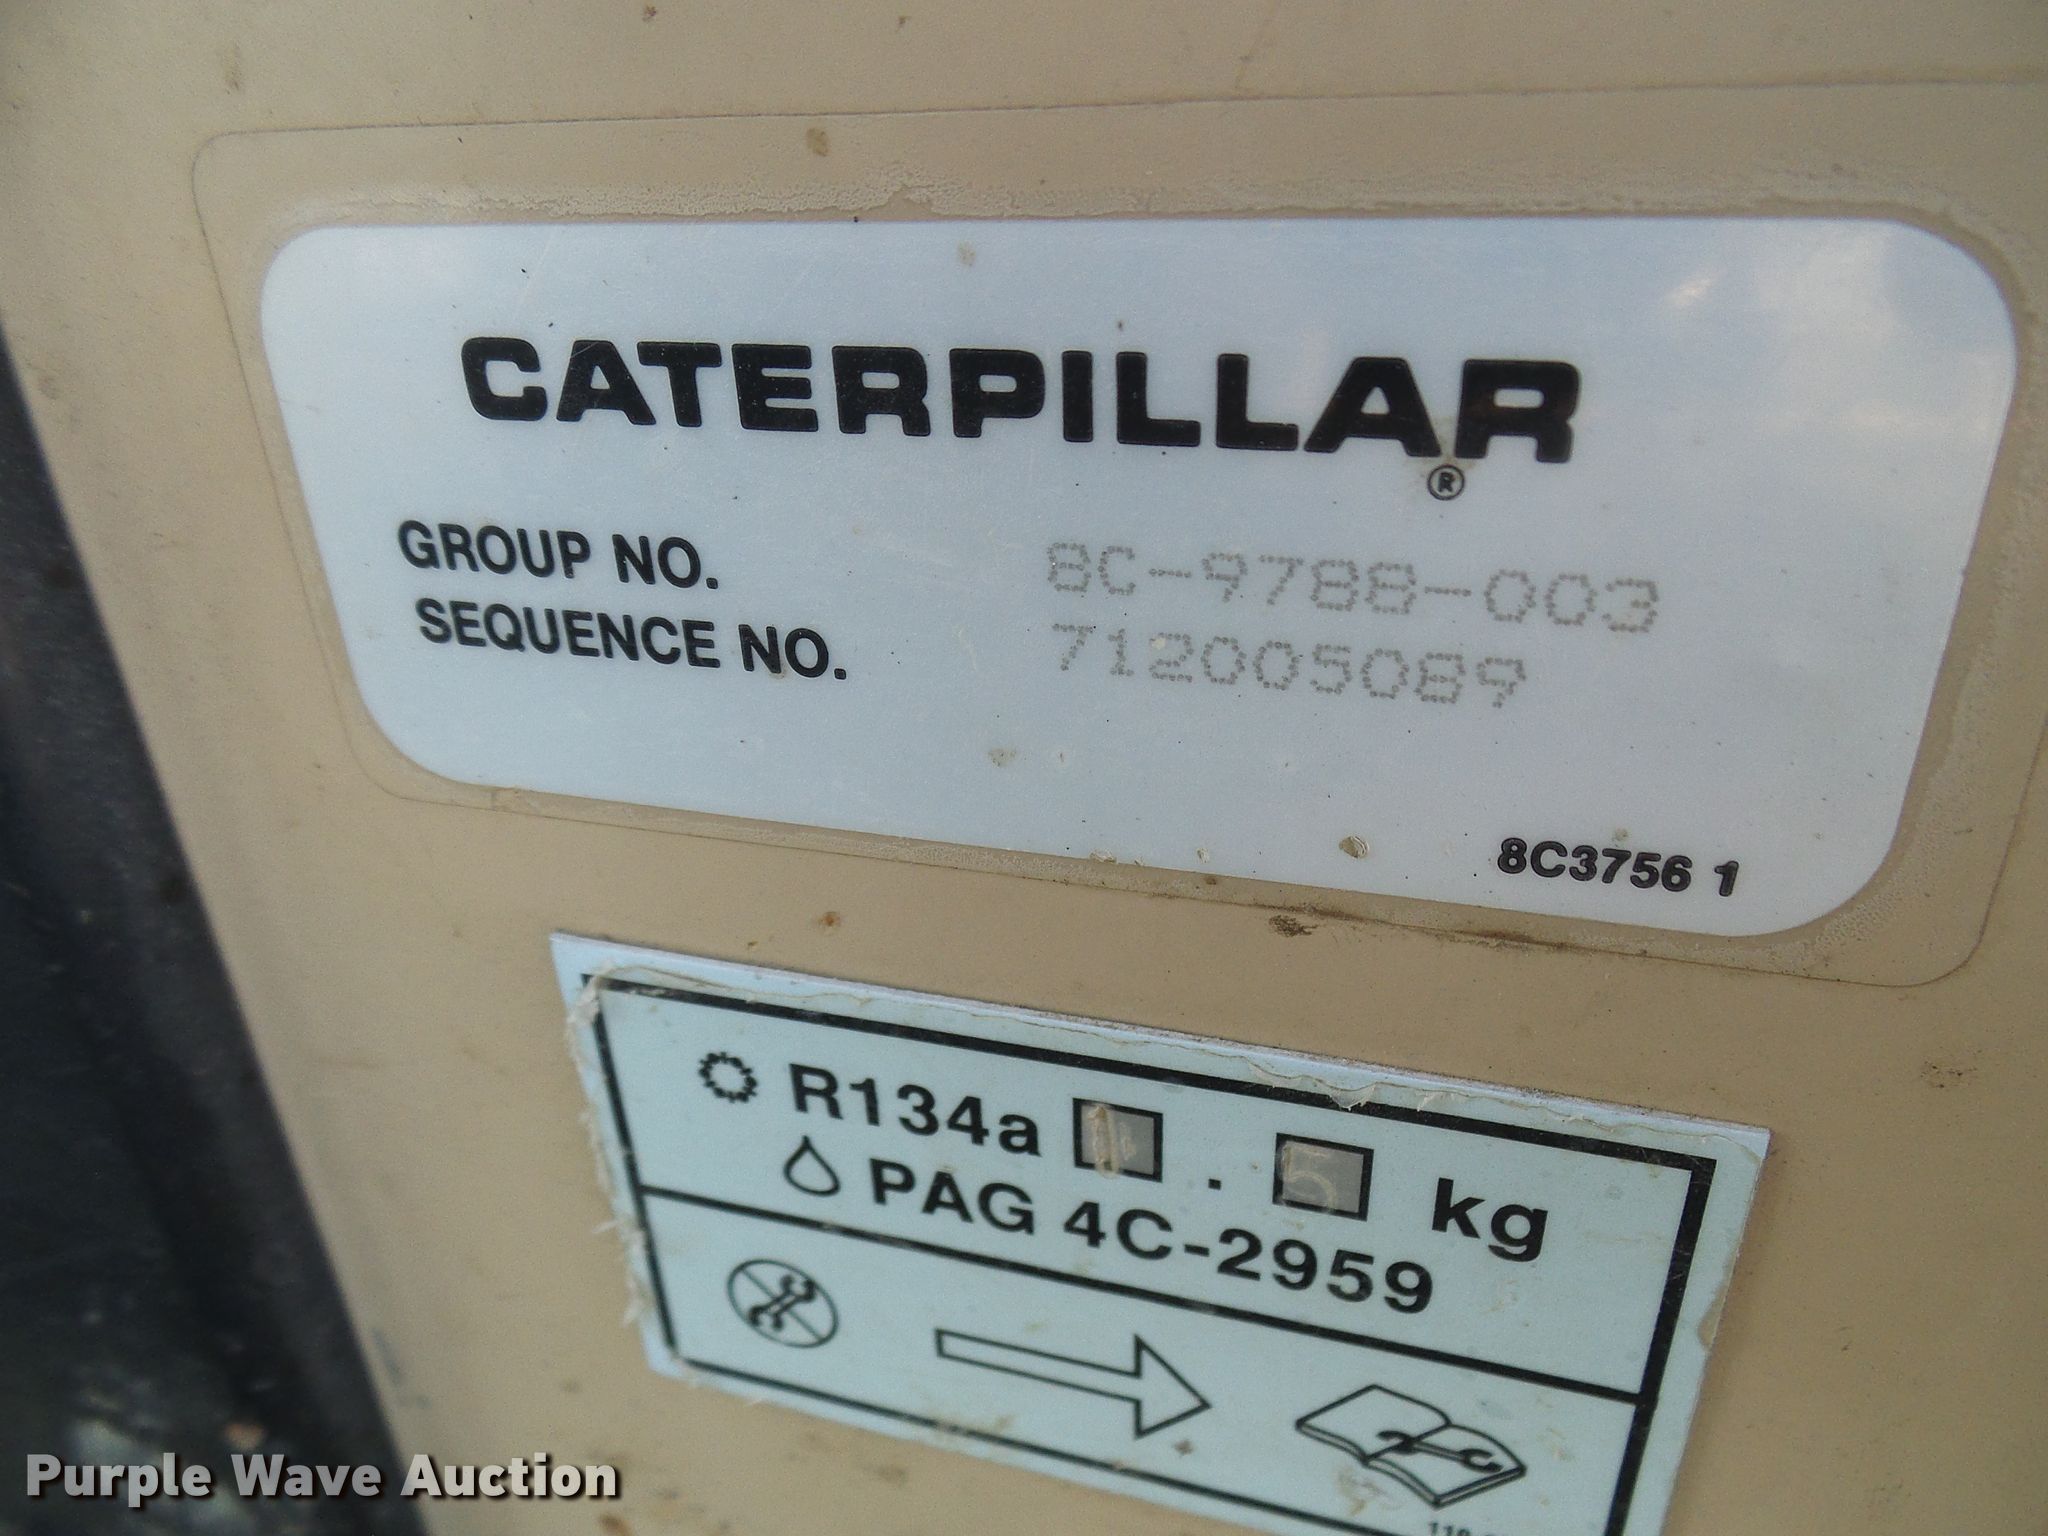 CATERPILLAR
®
GROUP NO. 8C-9788-003
SEQUENCE NO. 712005089
8C3756 1
R134a 1.5 kg
PAG 4C-2959
Purple Wave Auction